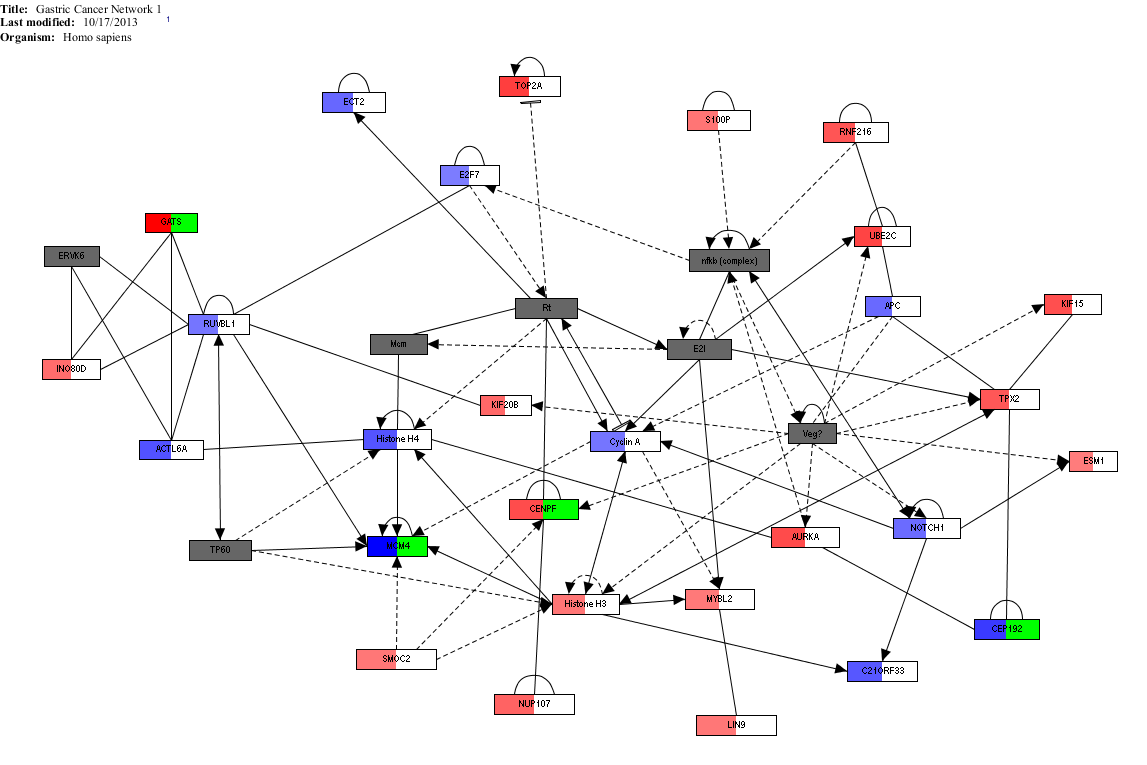 Title: Gastric Cancer Network 1
Last modified: 10/17/2013 1
Organism: Homo sapiens
TOP2A
ECT2
S100P
RNF216
E2F7
GATS
UBE2C
ERVK6
nfkb (complex)
APC
KIF15
Rt
RUVBL1
Mcm
E2f
INO80D
TPX2
KIF20B
Veg?
Histone H4
Cyclin A
ACTL6A
ESM1
CENPF
NOTCH1
AURKA
MCM4
TP60
MYBL2
Histone H3
CEP192
SMOC2
C21ORF33
NUP107
LIN9